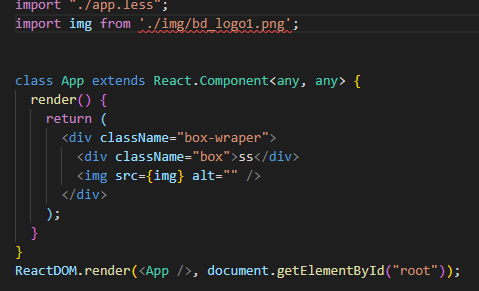 import "./app.less";
import img from './img/bd_logo1.png';
class App extends React.Component<any, any> {
render() {
return (
<div className="box-wraper">
<div className="box">ss</div>
<img src={img} alt="" />
</div>
);
}
}
ReactDOM.render(<App />, document.getElementById("root"));